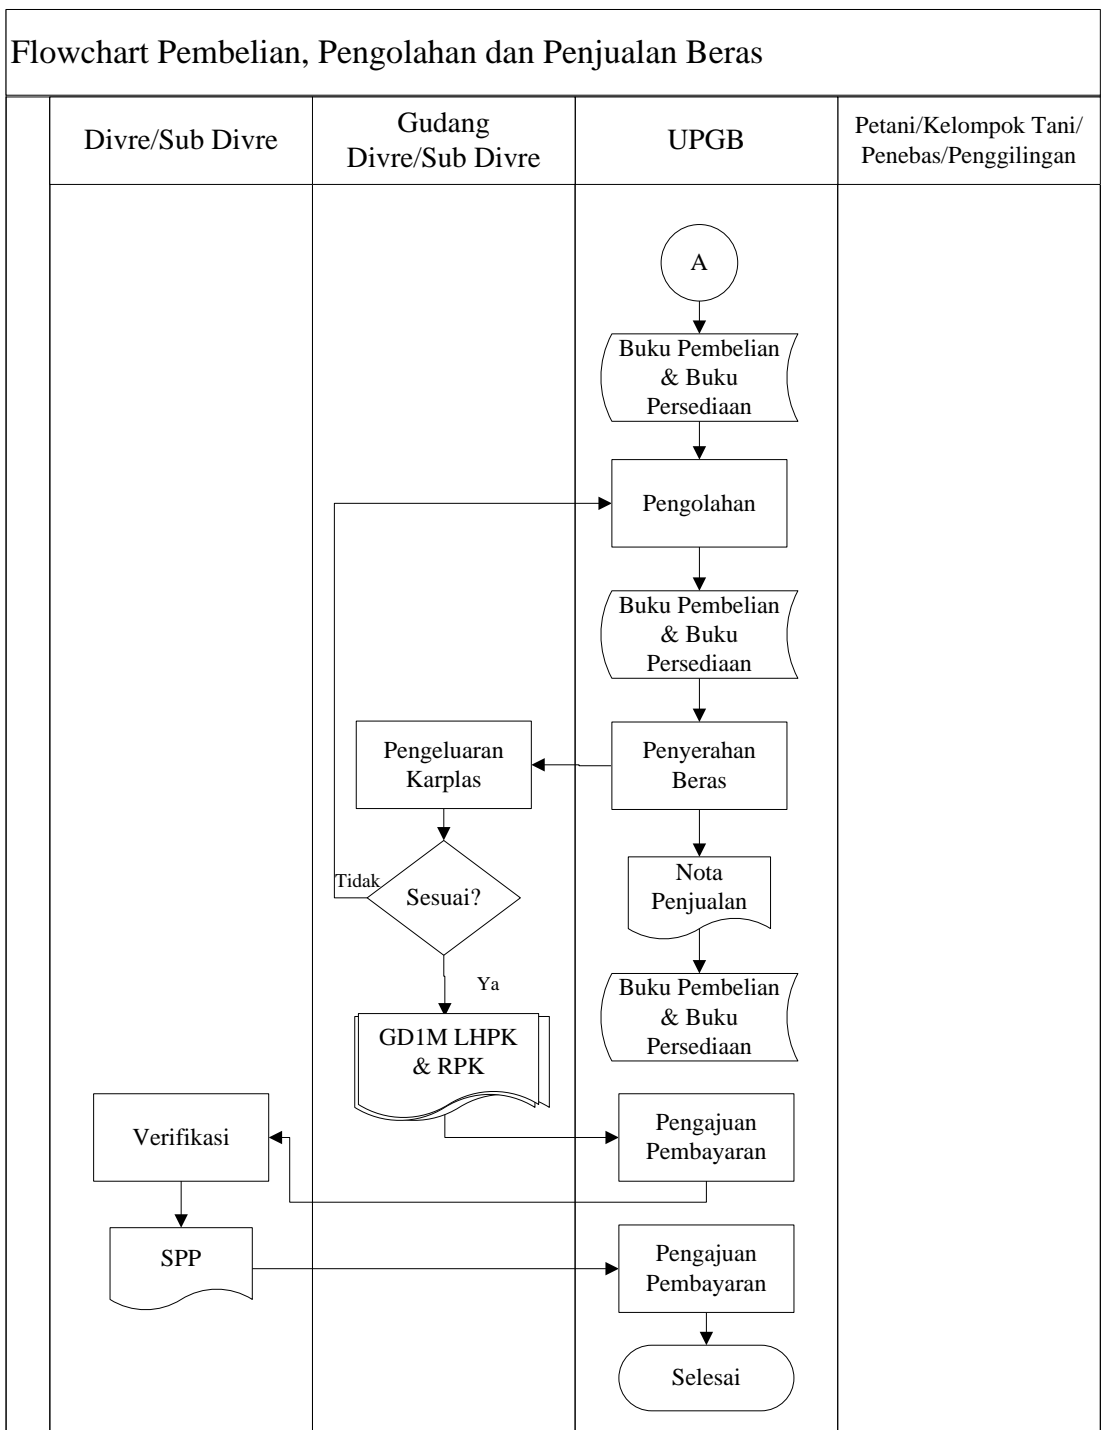 Flowchart Pembelian, Pengolahan dan Penjualan Beras
Divre/Sub Divre
Gudang
Divre/Sub Divre
UPGB
Petani/Kelompok Tani/
Penebas/Penggilingan
A
Buku Pembelian
& Buku
Persediaan
Pengolahan
Buku Pembelian
& Buku
Persediaan
Pengeluaran
Karplas
Penyerahan
Beras
Tidak
Sesuai?
Nota
Penjualan
Ya
Buku Pembelian
& Buku
Persediaan
GD1M LHPK
& RPK
Verifikasi
Pengajuan
Pembayaran
SPP
Pengajuan
Pembayaran
Selesai